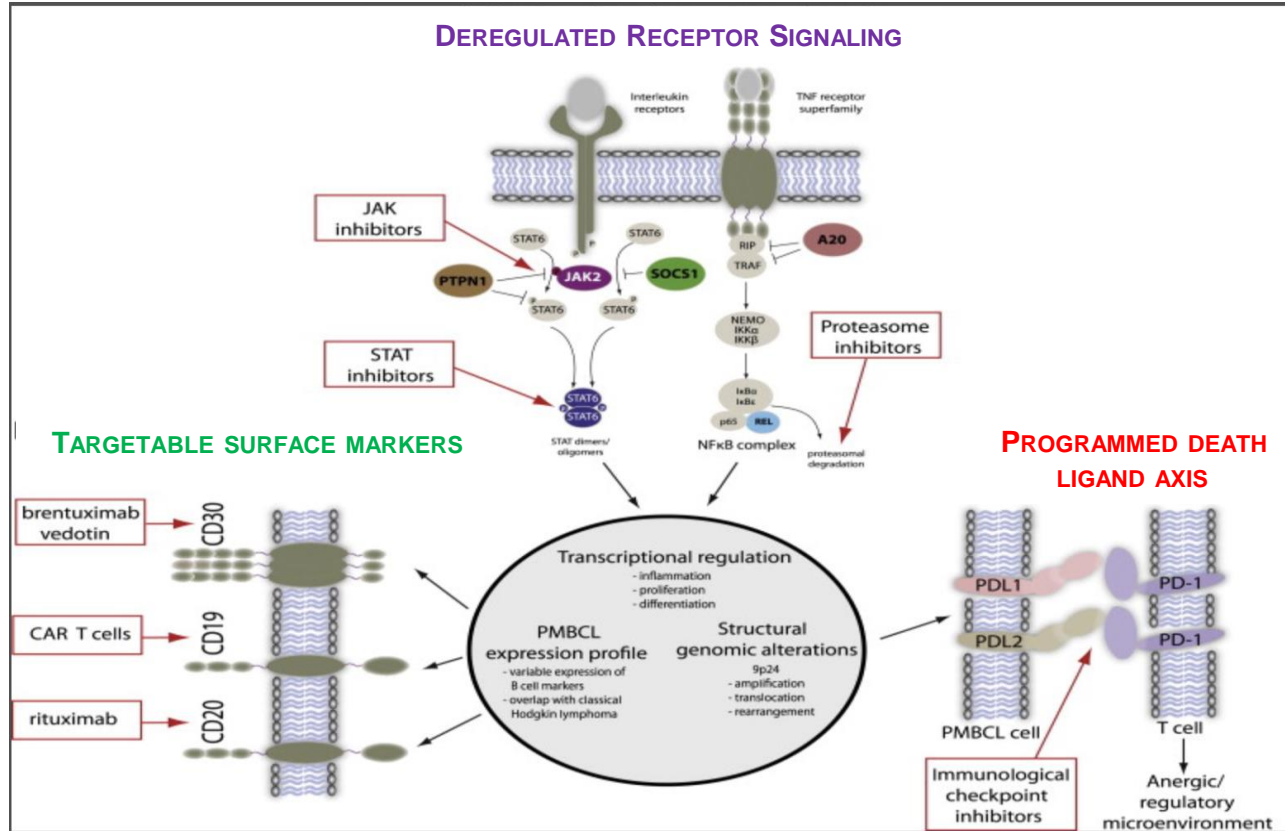 DEREGULATED RECEPTOR SIGNALING
Interleukin
receptors
TNF receptor
superfamily
JAK
inhibitors
STAT6
P
P
STAT6
RIP
TRAF
A20
PTPN1
JAK2
SOCS1
P
STAT6
P
STAT6
NEMO
IKKα
IKKβ
Proteasome
inhibitors
STAT
inhibitors
STAT6
P
P
STAT6
IκBα
IκBε
p65
REL
STAT dimers/
oligomers
NFκB complex
proteasomal
degradation
TARGETABLE SURFACE MARKERS
PROGRAMMED DEATH
LIGAND AXIS
brentuximab
vedotin
CD30
CAR T cells
CD19
rituximab
CD20
Transcriptional regulation
- inflammation
- proliferation
- differentiation
PMBCL
expression profile
- variable expression of
B cell markers
- overlap with classical
Hodgkin lymphoma
Structural
genomic alterations
9p24
- amplification
- translocation
- rearrangement
PDL1
PD-1
PDL2
PD-1
PMBCL cell
T cell
Immunological
checkpoint
inhibitors
Anergic/
regulatory
microenvironment